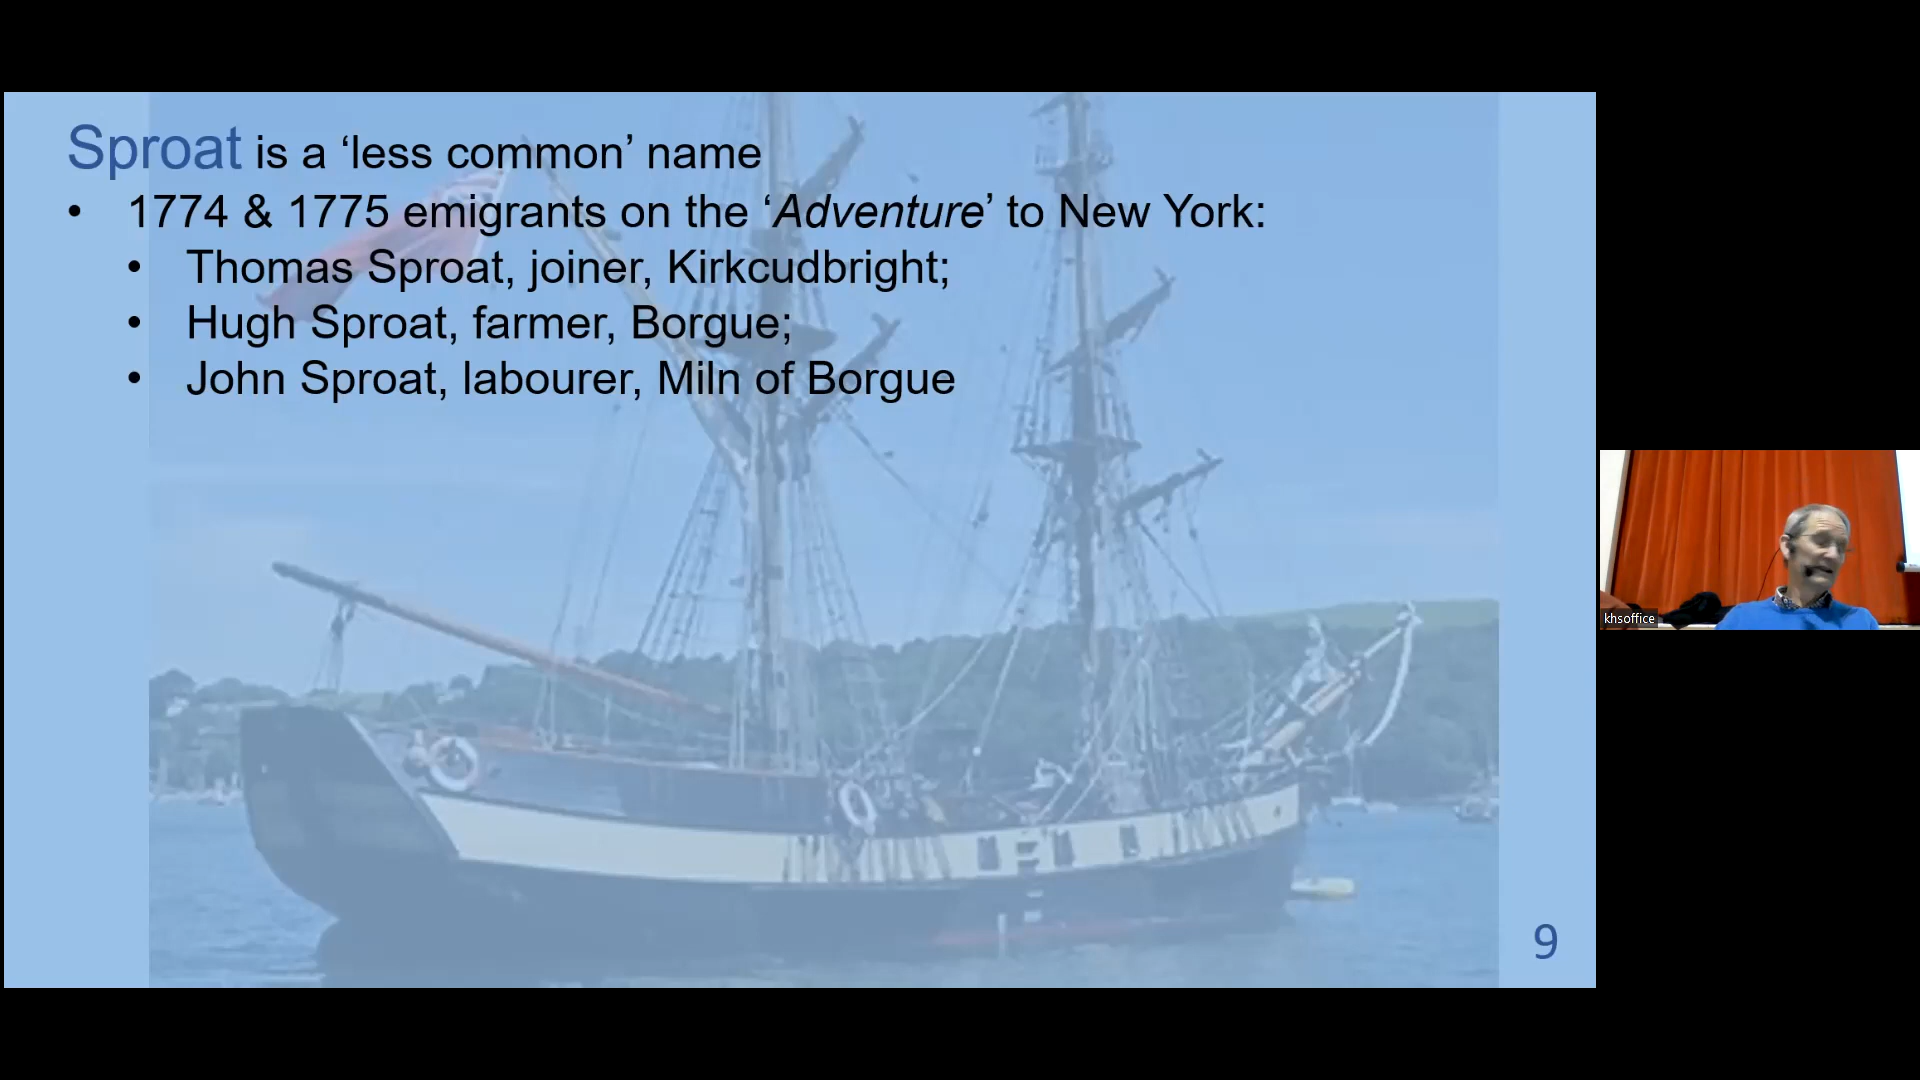 Sproat is a ‘less common’ name
• 1774 & 1775 emigrants on the ‘Adventure’ to New York:
• Thomas Sproat, joiner, Kirkcudbright;
• Hugh Sproat, farmer, Borgue;
• John Sproat, labourer, Miln of Borgue
khsoffice
9